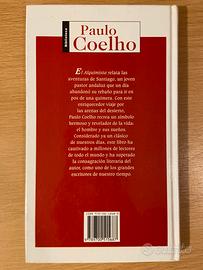 Paulo
Coelho
El Alquimista relata las
aventuras de Santiago, un joven
pastor andaluz que un día
abandonó su rebaño para ir en
pos de una quimera. Con este
enriquecedor viaje por
las arenas del desierto,
Paulo Coelho recrea un símbolo
hermoso y revelador de la vida:
el hombre y sus sueños.
Considerado ya un clásico
de nuestros días, este libro ha
cautivado a millones de lectores
de todo el mundo y ha superado
la consagración literaria del
autor, como uno de los grandes
escritores de nuestro tiempo.